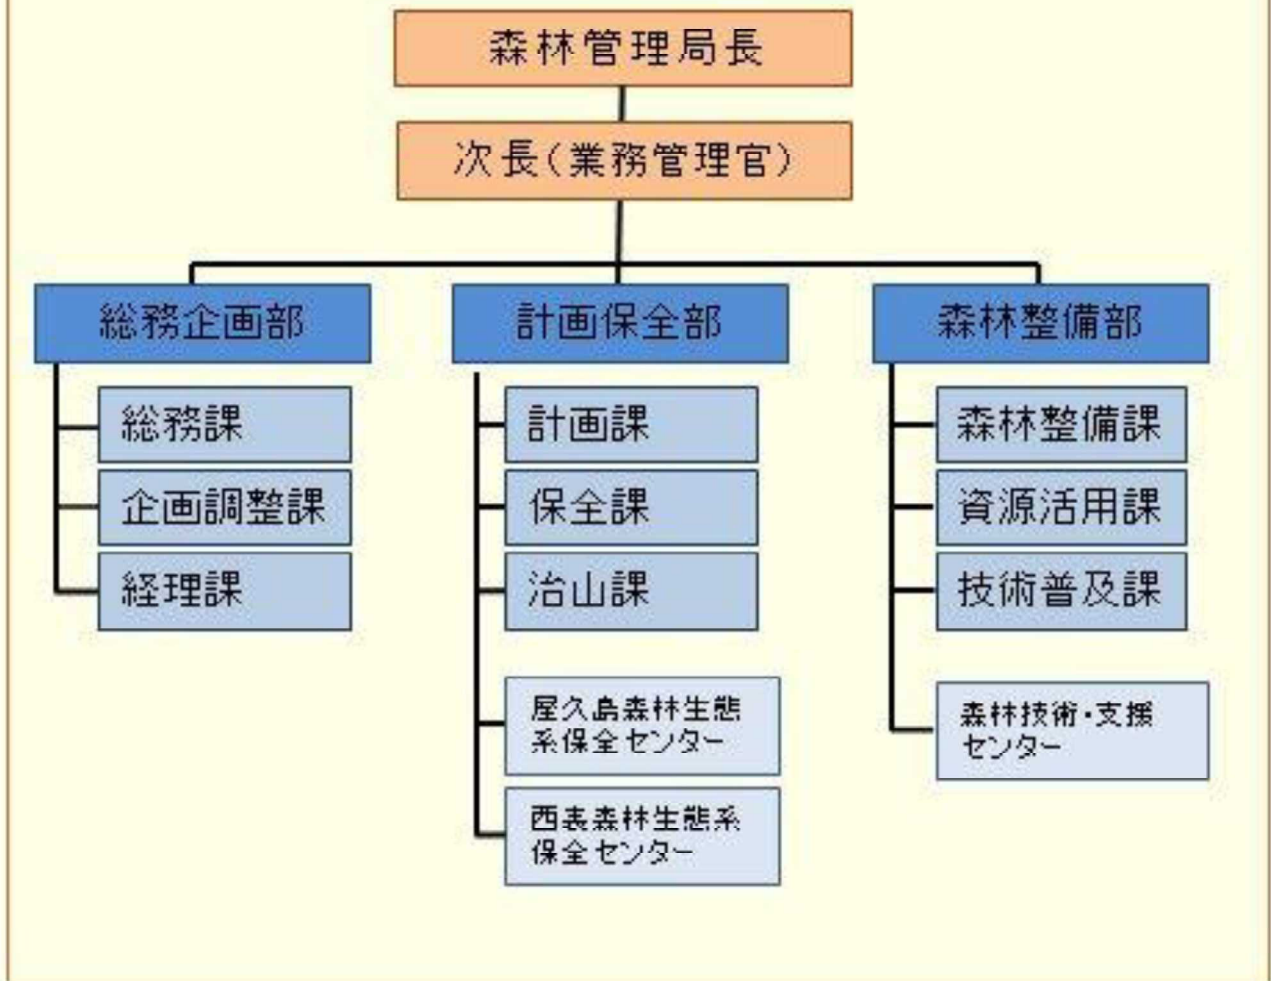 森林管理局長
次長(業務管理官)
総務企画部
総務課
企画調整課
経理課
計画保全部
計画課
保全課
治山課
屋久島森林生態
系保全センター
西表森林生態系
保全センター
森林整備部
森林整備課
資源活用課
技術普及課
森林技術・支援
センター